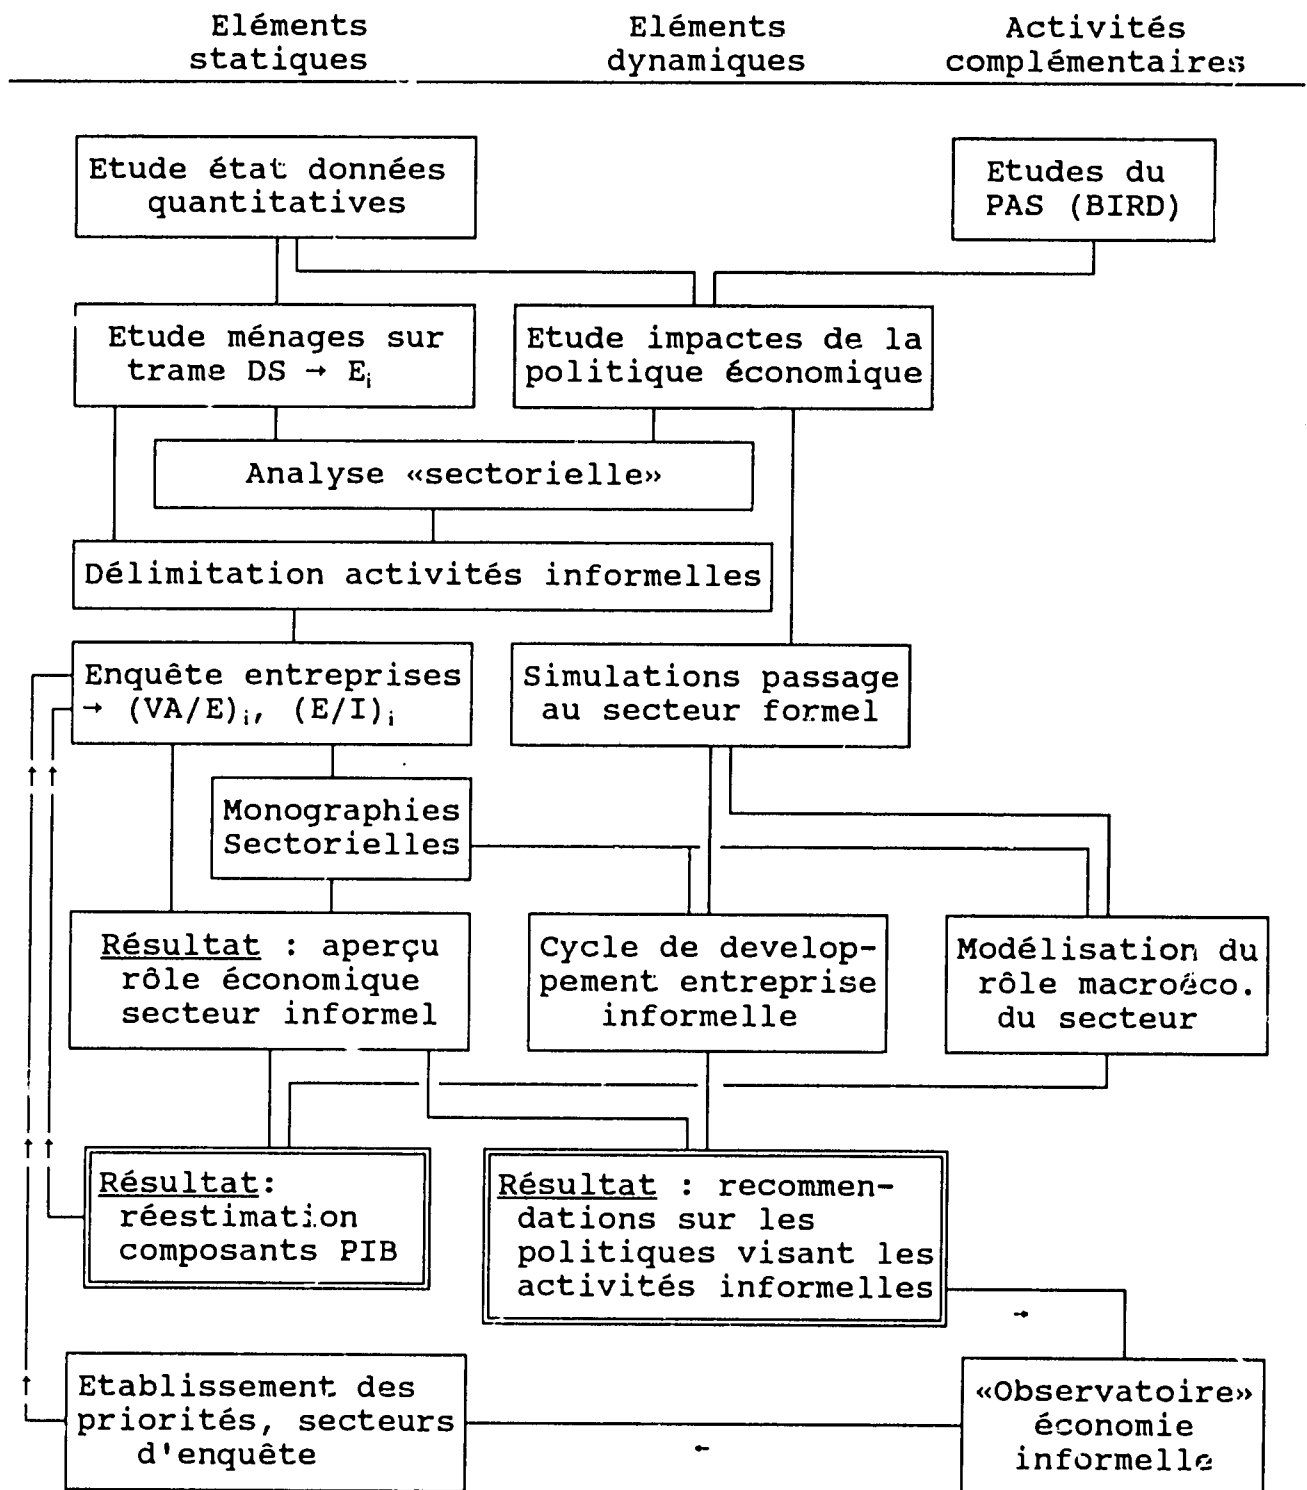 Eléments
statiques
Eléments
dynamiques
Activités
complémentaires
Etude état données
quantitatives
Etudes du
PAS (BIRD)
Etude ménages sur
trame DS → Eᵢ
Etude impactes de la
politique économique
Analyse «sectorielle»
Délimitation activités informelles
Enquête entreprises
→ (VA/E)ᵢ, (E/I)ᵢ
Simulations passage
au secteur formel
Monographies
Sectorielles
Résultat : aperçu
rôle économique
secteur informel
Cycle de develop-
pement entreprise
informelle
Modélisation du
rôle macroéco.
du secteur
Résultat:
réestimation
composants PIB
Résultat : recommen-
dations sur les
politiques visant les
activités informelles
Etablissement des
priorités, secteurs
d'enquête
«Observatoire»
économie
informelle